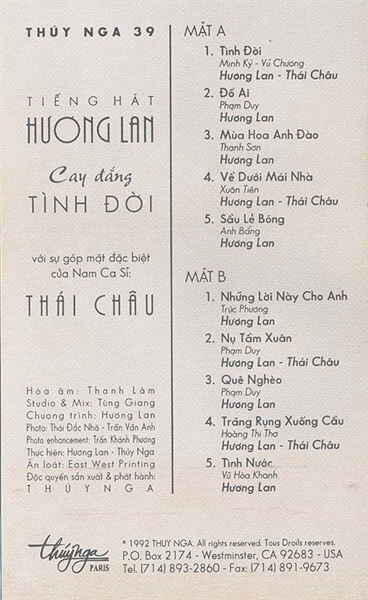 THÚY NGA 39
TIẾNG HÁT
HƯƠNG LAN
Cay đắng
TÌNH ĐỜI
với sự góp mặt đặc biệt
của Nam Ca Sĩ:
THÁI CHÂU
Hòa âm: Thanh Lâm
Studio & Mix: Tùng Giang
Chuơng trình: Hương Lan
Photo: Thái Đắc Nhã - Trần Vân Anh
Photo enhancement: Trần Khánh Phương
Thực hiện: Hương Lan - Thúy Nga
Ấn loát: East West Printing
Độc quyền sản xuất & phát hành:
THÚY NGA
MẶT A
1. Tình Đời
Minh Kỳ - Vũ Chương
Hương Lan - Thái Châu
2. Đố Ai
Phạm Duy
Hương Lan
3. Mùa Hoa Anh Đào
Thanh Sơn
Hương Lan
4. Về Dưới Mái Nhà
Xuân Tiên
Hương Lan - Thái Châu
5. Sầu Lẻ Bóng
Anh Bằng
Hương Lan
MẶT B
1. Những Lời Này Cho Anh
Trúc Phương
Hương Lan
2. Nụ Tầm Xuân
Phạm Duy
Hương Lan - Thái Châu
3. Quê Nghèo
Phạm Duy
Hương Lan
4. Trăng Rụng Xuống Cầu
Hoàng Thi Thơ
Hương Lan - Thái Châu
5. Tình Nước
Vũ Hòa Khanh
Hương Lan
thúynga
PARIS
* 1992 THUY NGA. All rights reserved. Tous Droils reserves.
P.O. Box 2174 - Westminster, CA 92683 - USA
Tel. (714) 893-2860 - Fax: (714) 891-9673